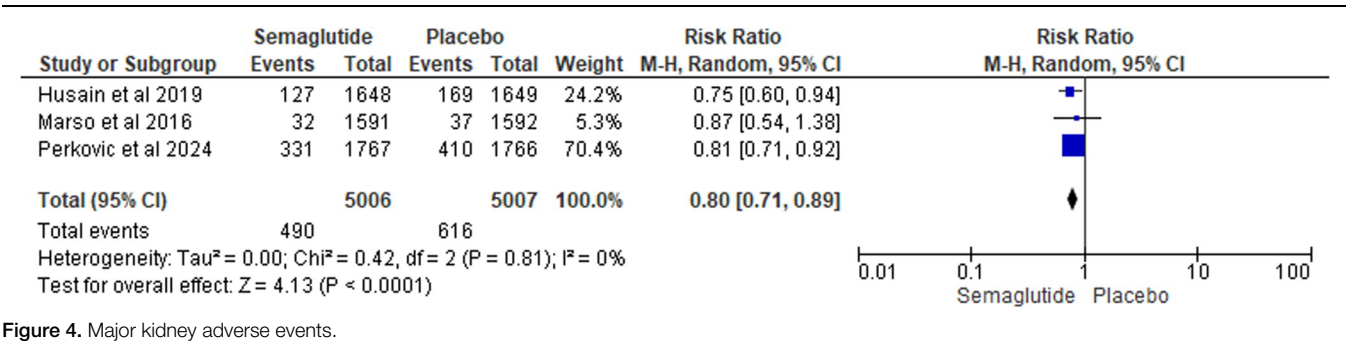 Semaglutide Placebo Risk Ratio Risk Ratio
Study or Subgroup Events Total Events Total Weight M-H, Random, 95% CI M-H, Random, 95% CI
Husain et al 2019 127 1648 169 1649 24.2% 0.75 [0.60, 0.94]
Marso et al 2016 32 1591 37 1592 5.3% 0.87 [0.54, 1.38]
Perkovic et al 2024 331 1767 410 1766 70.4% 0.81 [0.71, 0.92]
Total (95% CI) 5006 5007 100.0% 0.80 [0.71, 0.89]
Total events 490 616
Heterogeneity: Tau² = 0.00; Chi² = 0.42, df = 2 (P = 0.81); I² = 0%
Test for overall effect: Z = 4.13 (P < 0.0001)
0.01 0.1 1 10 100
Semaglutide Placebo
Figure 4. Major kidney adverse events.